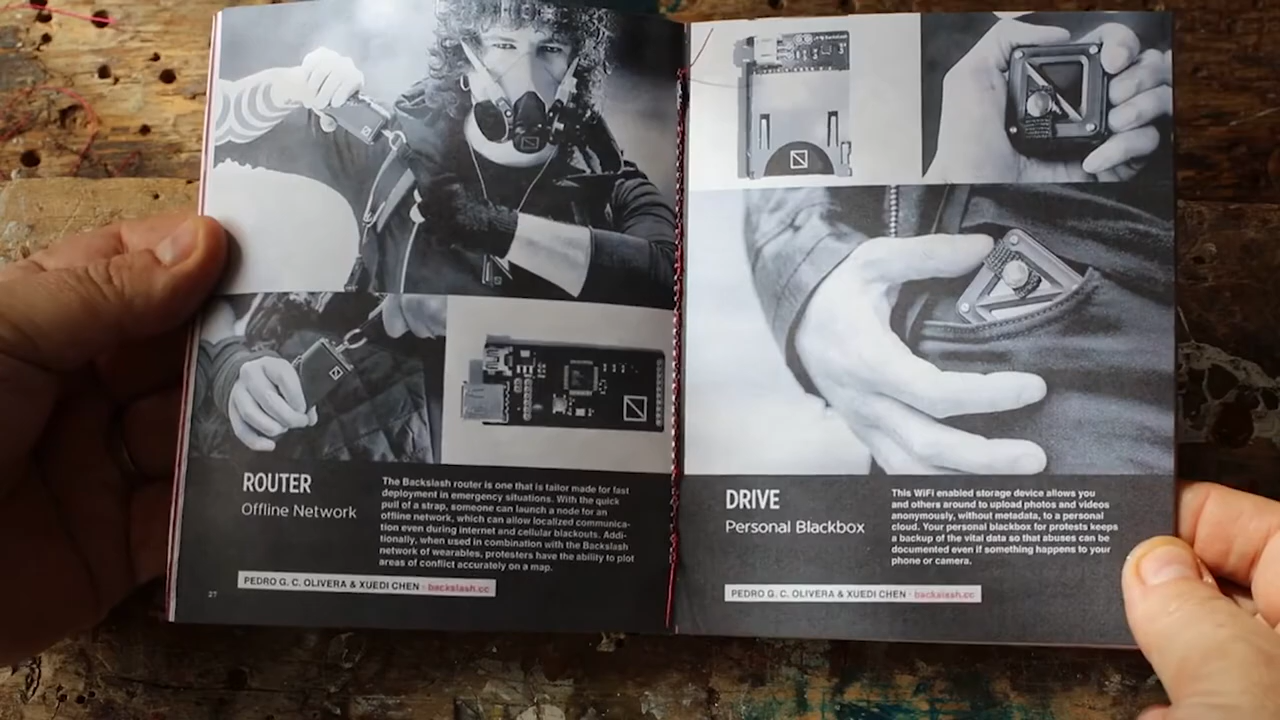 Backslash
ROUTER
Offline Network
The Backslash router is one that is tailor made for fast
deployment in emergency situations. With the quick
pull of a strap, someone can launch a node for an
offline network, which can allow localized communica-
tion even during internet and cellular blackouts. Addi-
tionally, when used in combination with the Backslash
network of wearables, protesters have the ability to plot
areas of conflict accurately on a map.
PEDRO G. C. OLIVERA & XUEDI CHEN - backslash.cc
27
DRIVE
Personal Blackbox
This WiFi enabled storage device allows you
and others around to upload photos and videos
anonymously, without metadata, to a personal
cloud. Your personal blackbox for protests keeps
a backup of the vital data so that abuses can be
documented even if something happens to your
phone or camera.
PEDRO G. C. OLIVERA & XUEDI CHEN - backslash.cc